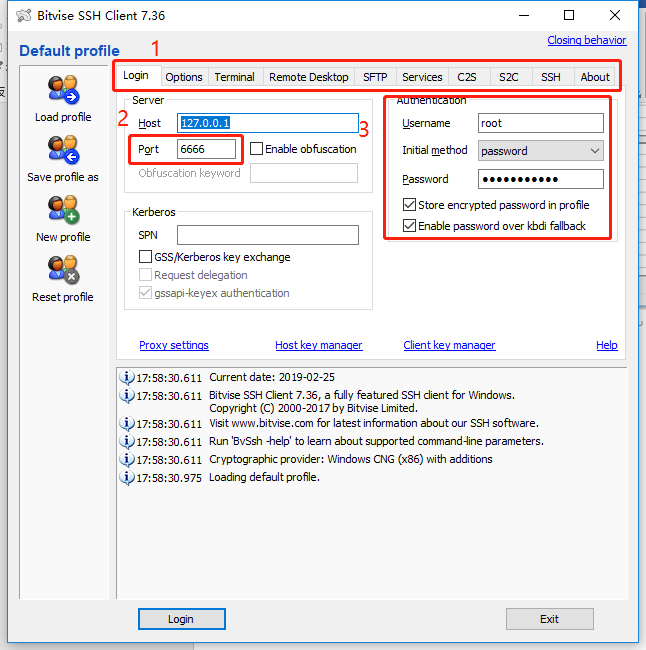 Bitvise SSH Client 7.36
Default profile
Closing behavior
1
Login Options Terminal Remote Desktop SFTP Services C2S S2C SSH About
Load profile
Save profile as
New profile
Reset profile
Server
2
Host 127.0.0.1
3
Port 6666 Enable obfuscation
Obfuscation keyword
Kerberos
SPN
GSS/Kerberos key exchange
Request delegation
gssapi-keyex authentication
Authentication
Username root
Initial method password
Password ●●●●●●●●●●●
Store encrypted password in profile
Enable password over kbdi fallback
Proxy settings Host key manager Client key manager Help
17:58:30.611 Current date: 2019-02-25
17:58:30.611 Bitvise SSH Client 7.36, a fully featured SSH client for Windows.
Copyright (C) 2000-2017 by Bitvise Limited.
17:58:30.611 Visit www.bitvise.com for latest information about our SSH software.
17:58:30.611 Run 'BvSsh -help' to learn about supported command-line parameters.
17:58:30.611 Cryptographic provider: Windows CNG (x86) with additions
17:58:30.975 Loading default profile.
Login Exit